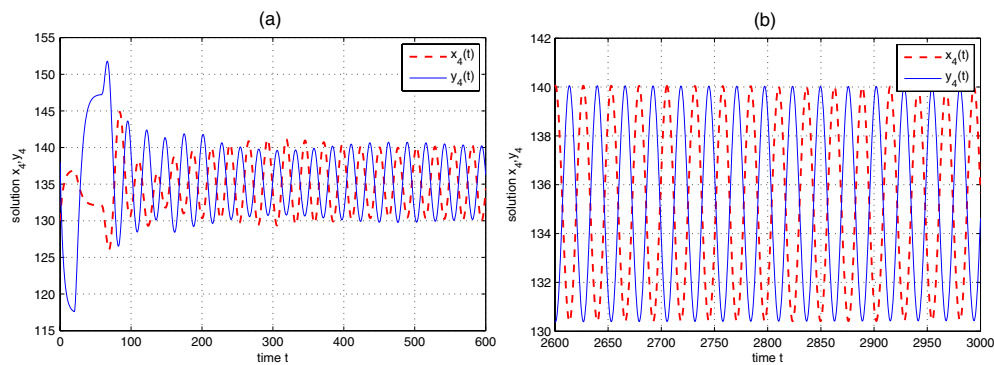 (a)
155
150
145
140
135
130
125
120
115
0 100 200 300 400 500 600
time t
solution x4,y4
x4(t)
y4(t)
(b)
142
140
138
136
134
132
130
2600 2650 2700 2750 2800 2850 2900 2950 3000
time t
solution x4,y4
x4(t)
y4(t)